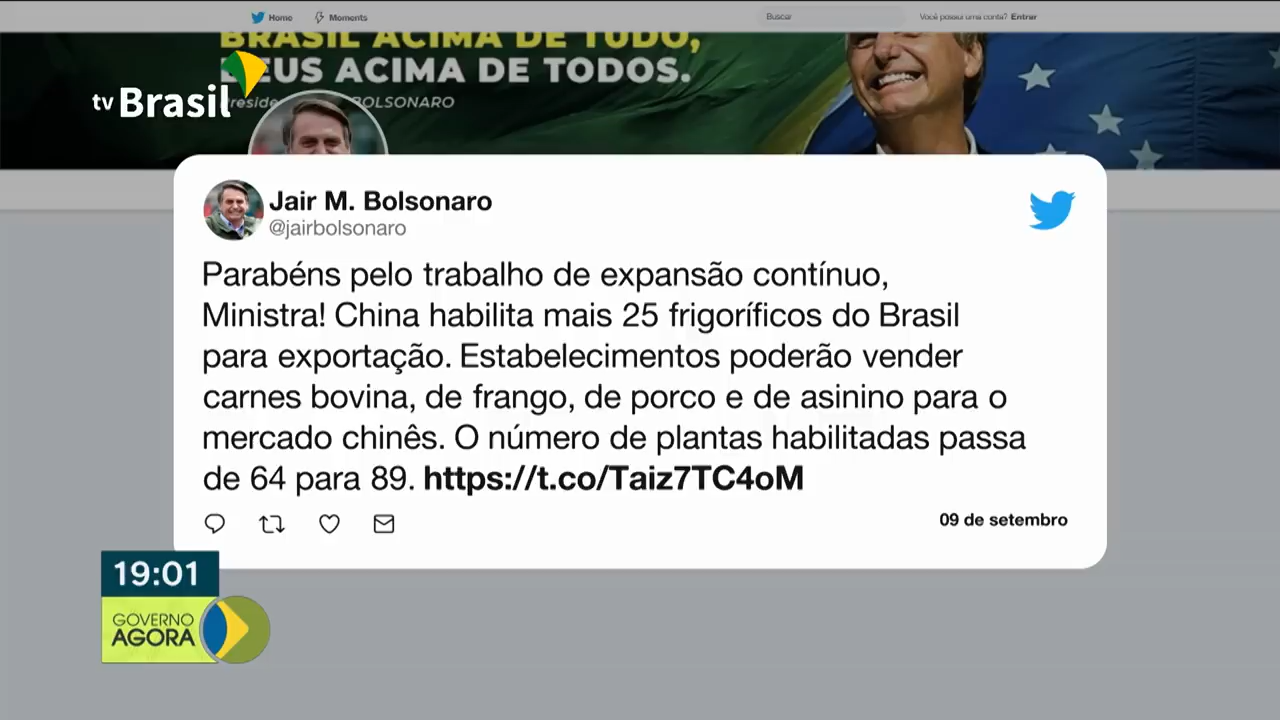 Home
Moments
Buscar
Você possui uma conta? Entrar
BRASIL ACIMA DE TUDO,
DEUS ACIMA DE TODOS.
BOLSONARO
tv Brasil
Jair M. Bolsonaro
@jairbolsonaro
Parabéns pelo trabalho de expansão contínuo,
Ministra! China habilita mais 25 frigoríficos do Brasil
para exportação. Estabelecimentos poderão vender
carnes bovina, de frango, de porco e de asinino para o
mercado chinês. O número de plantas habilitadas passa
de 64 para 89. https://t.co/Taiz7TC4oM
09 de setembro
19:01
GOVERNO
AGORA